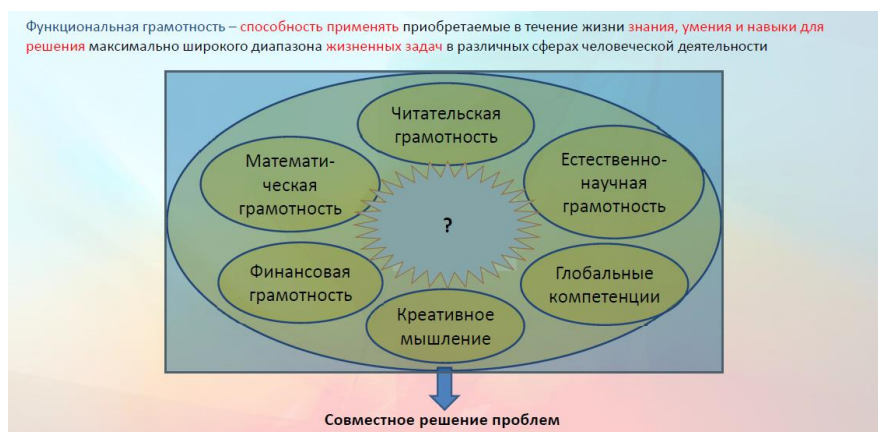 Функциональная грамотность – способность применять приобретаемые в течение жизни знания, умения и навыки для
решения максимально широкого диапазона жизненных задач в различных сферах человеческой деятельности
Читательская
грамотность
Математи-
ческая
грамотность
Естественно-
научная
грамотность
?
Финансовая
грамотность
Глобальные
компетенции
Креативное
мышление
Совместное решение проблем